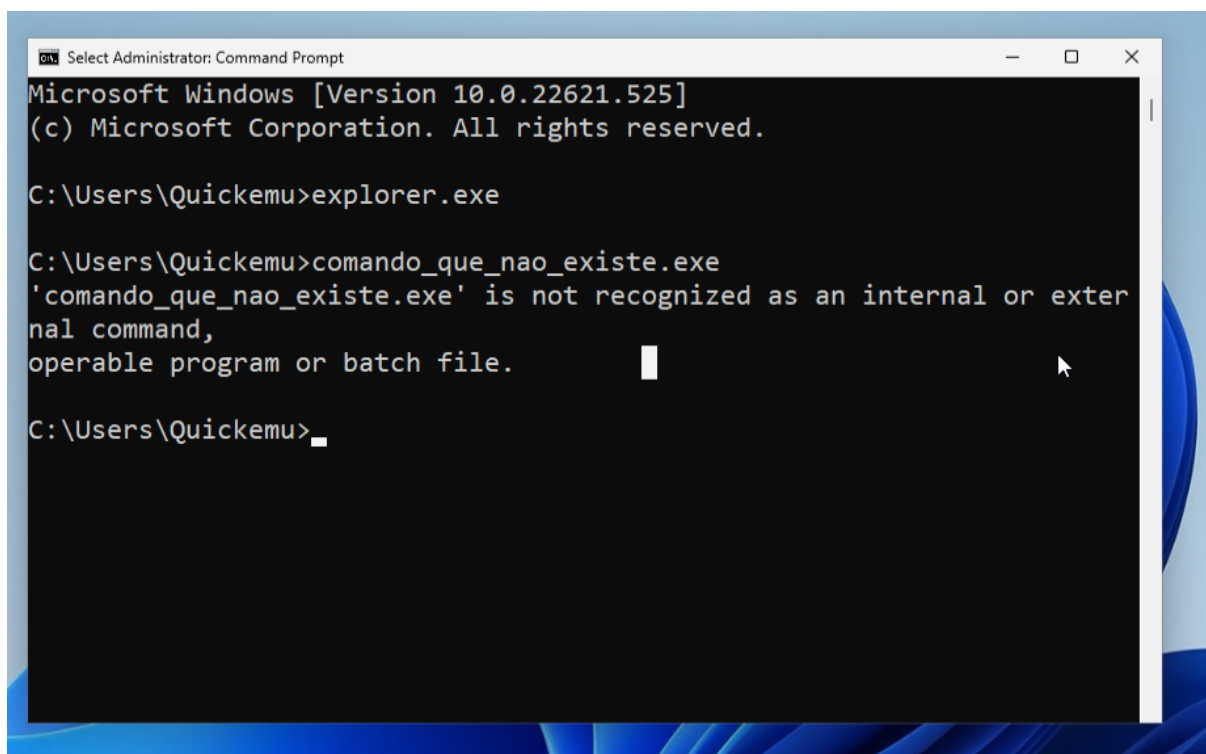 Select Administrator: Command Prompt
Microsoft Windows [Version 10.0.22621.525]
(c) Microsoft Corporation. All rights reserved.
C:\Users\Quickemu>explorer.exe
C:\Users\Quickemu>comando_que_nao_existe.exe
'comando_que_nao_existe.exe' is not recognized as an internal or exter
nal command,
operable program or batch file.
C:\Users\Quickemu>